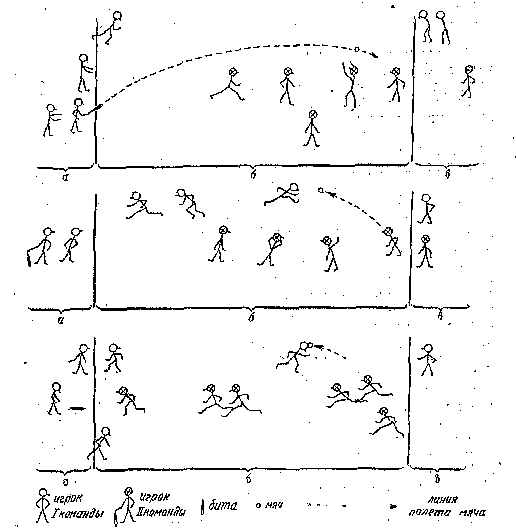 а б в
а б в
а б в
игрок
I команды
игрок
II команды
бита
мяч
линия
полета мяча